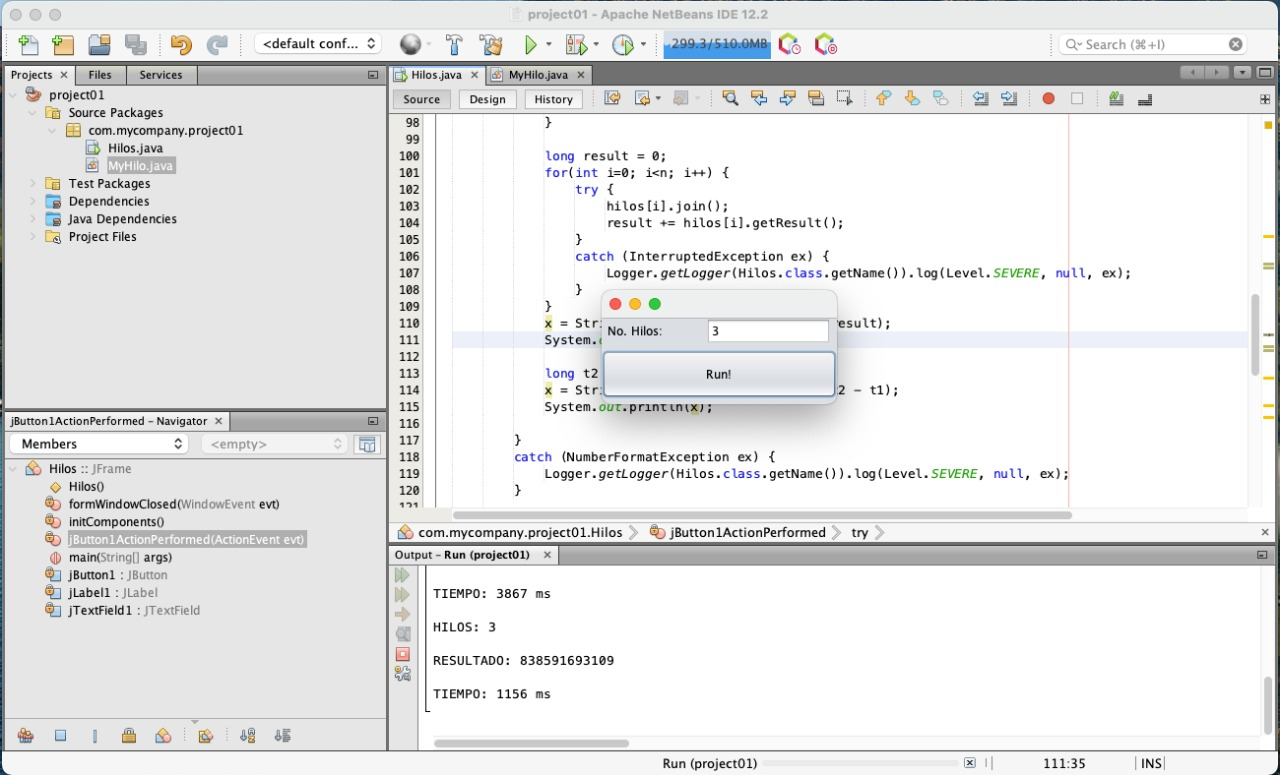 project01 - Apache NetBeans IDE 12.2
<default conf...
299.3/510.0MB
Search (⌘+I)
Projects
Files
Services
project01
Source Packages
com.mycompany.project01
Hilos.java
MyHilo.java
Test Packages
Dependencies
Java Dependencies
Project Files
jButton1ActionPerformed - Navigator
Members
<empty>
Hilos :: JFrame
Hilos()
formWindowClosed(WindowEvent evt)
initComponents()
jButton1ActionPerformed(ActionEvent evt)
main(String[] args)
jButton1 : JButton
jLabel1 : JLabel
jTextField1 : JTextField
Hilos.java
MyHilo.java
Source
Design
History
98 }
99
100 long result = 0;
101 for(int i=0; i<n; i++) {
102 try {
103 hilos[i].join();
104 result += hilos[i].getResult();
105 }
106 catch (InterruptedException ex) {
107 Logger.getLogger(Hilos.class.getName()).log(Level.SEVERE, null, ex);
108 }
109 }
110 x = Stri esult);
111 System.
112
113 long t2
114 x = Stri 2 - t1);
115 System.out.println(x);
116
117 }
118 catch (NumberFormatException ex) {
119 Logger.getLogger(Hilos.class.getName()).log(Level.SEVERE, null, ex);
120 }
121
No. Hilos:
3
Run!
com.mycompany.project01.Hilos
jButton1ActionPerformed
try
Output - Run (project01)
TIEMPO: 3867 ms
HILOS: 3
RESULTADO: 838591693109
TIEMPO: 1156 ms
Run (project01)
111:35
INS